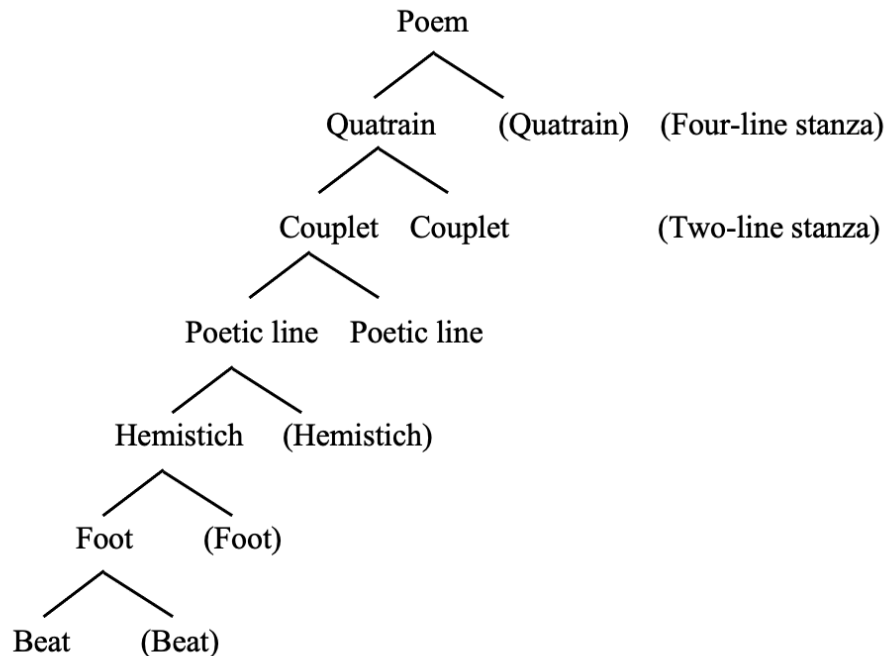 Poem
Quatrain (Quatrain) (Four-line stanza)
Couplet Couplet (Two-line stanza)
Poetic line Poetic line
Hemistich (Hemistich)
Foot (Foot)
Beat (Beat)